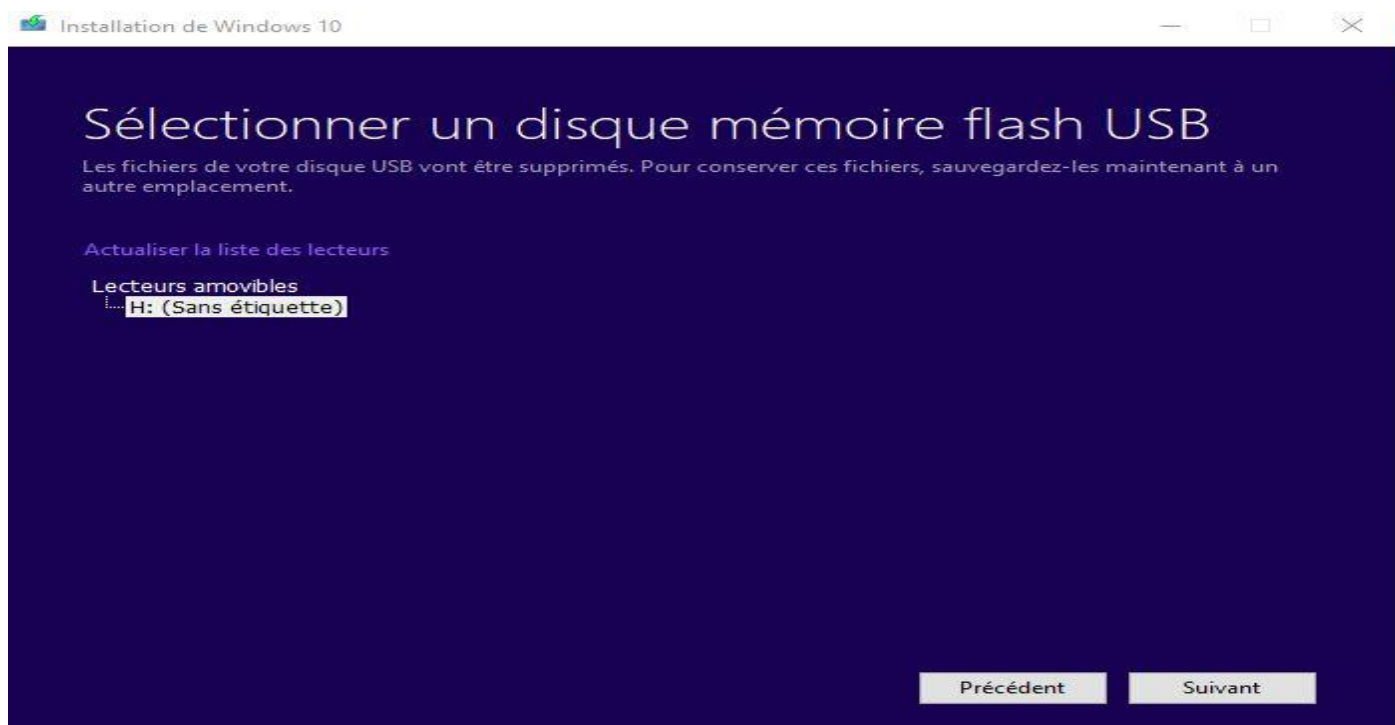 Installation de Windows 10
Sélectionner un disque mémoire flash USB
Les fichiers de votre disque USB vont être supprimés. Pour conserver ces fichiers, sauvegardez-les maintenant à un
autre emplacement.
Actualiser la liste des lecteurs
Lecteurs amovibles
H: (Sans étiquette)
Précédent
Suivant